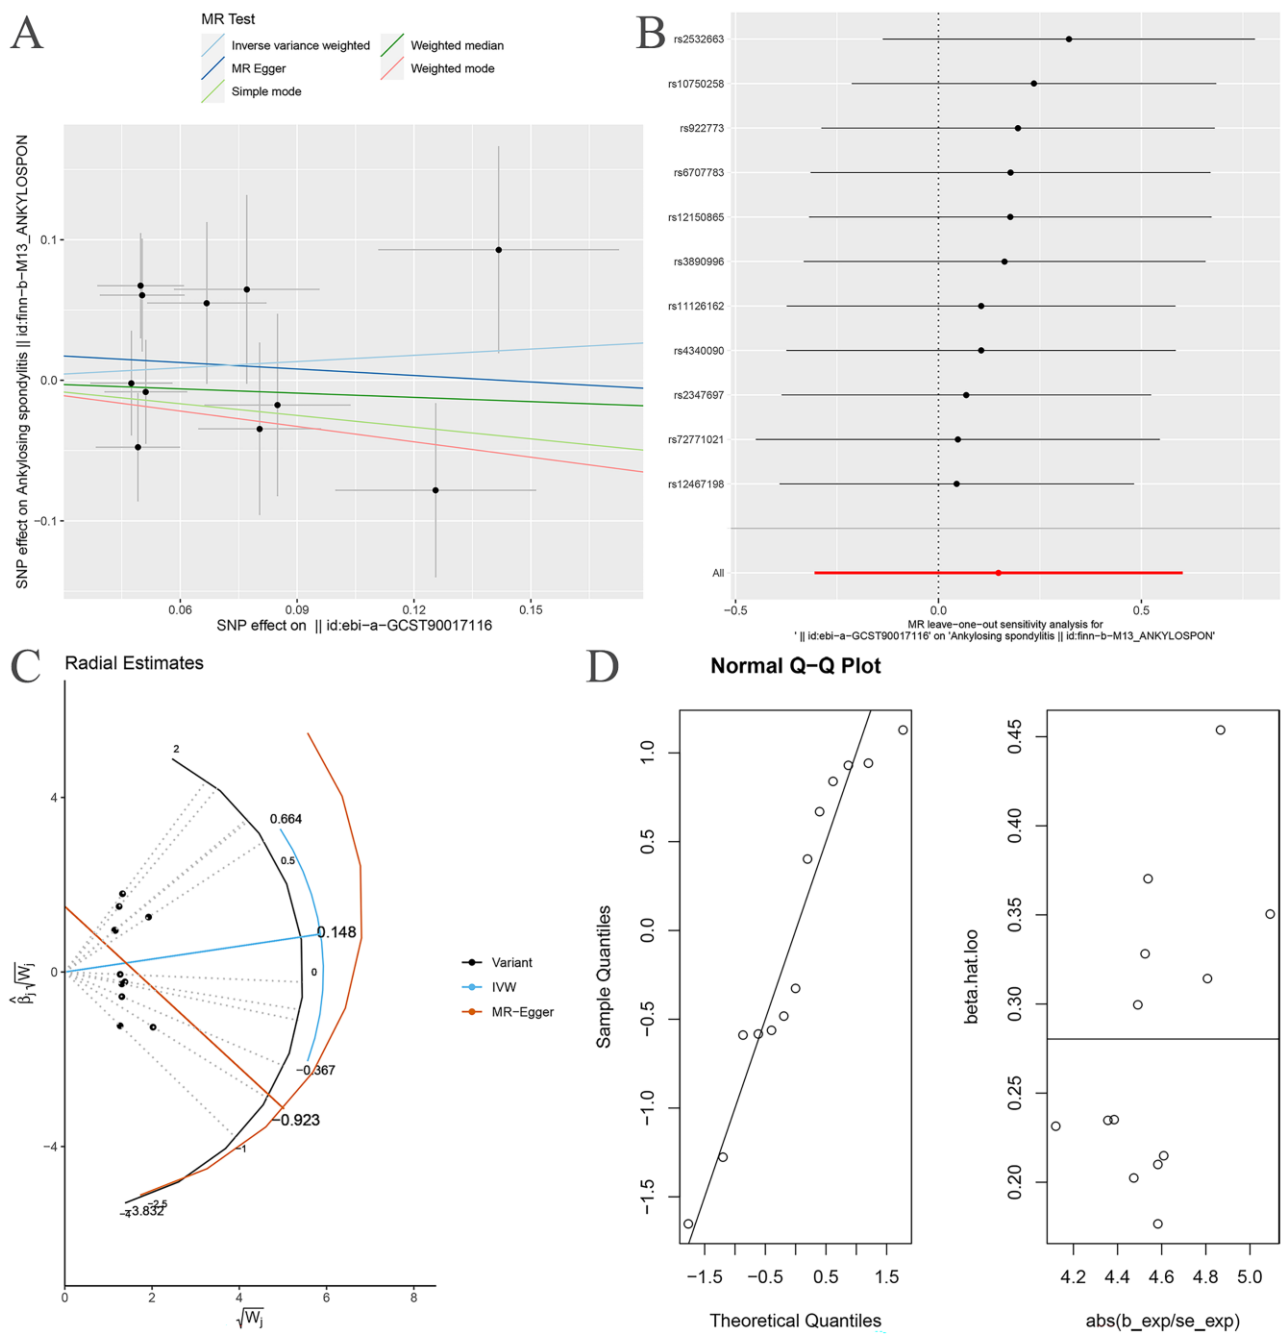 A
MR Test
Inverse variance weighted
MR Egger
Simple mode
Weighted median
Weighted mode
SNP effect on Ankylosing spondylitis || id:finn−b−M13_ANKYLOSPON
0.1
0.0
−0.1
0.06
0.09
0.12
0.15
SNP effect on || id:ebi−a−GCST90017116
B
rs2532663
rs10750258
rs922773
rs6707783
rs12150865
rs3890996
rs11126162
rs4340090
rs2347697
rs72771021
rs12467198
All
−0.5
0.0
0.5
MR leave−one−out sensitivity analysis for
' || id:ebi−a−GCST90017116' on 'Ankylosing spondylitis || id:finn−b−M13_ANKYLOSPON'
C
Radial Estimates
β̂j√Wj
4
0
−4
2
0.664
0.5
0.148
0
−0.367
−0.923
−1
−2.5
−3.832
−4
0
2
4
6
8
√Wj
Variant
IVW
MR−Egger
D
Normal Q−Q Plot
Sample Quantiles
1.0
0.5
0.0
−0.5
−1.0
−1.5
−1.5
−0.5
0.5
1.5
Theoretical Quantiles
beta.hat.loo
0.45
0.40
0.35
0.30
0.25
0.20
4.2
4.4
4.6
4.8
5.0
abs(b_exp/se_exp)